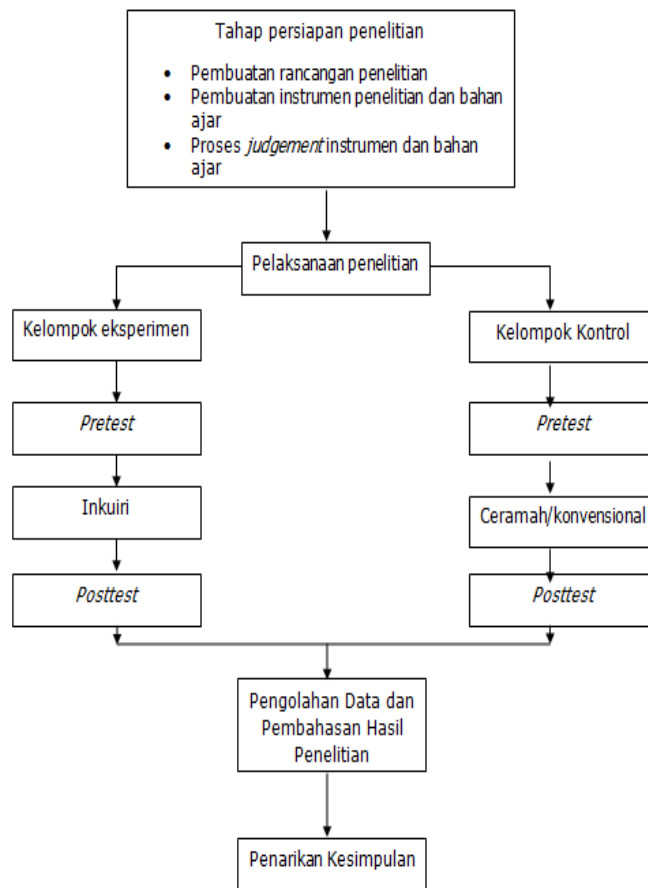 Tahap persiapan penelitian
• Pembuatan rancangan penelitian
• Pembuatan instrumen penelitian dan bahan
ajar
• Proses judgement instrumen dan bahan
ajar
Pelaksanaan penelitian
Kelompok eksperimen
Kelompok Kontrol
Pretest
Pretest
Inkuiri
Ceramah/konvensional
Posttest
Posttest
Pengolahan Data dan
Pembahasan Hasil
Penelitian
Penarikan Kesimpulan